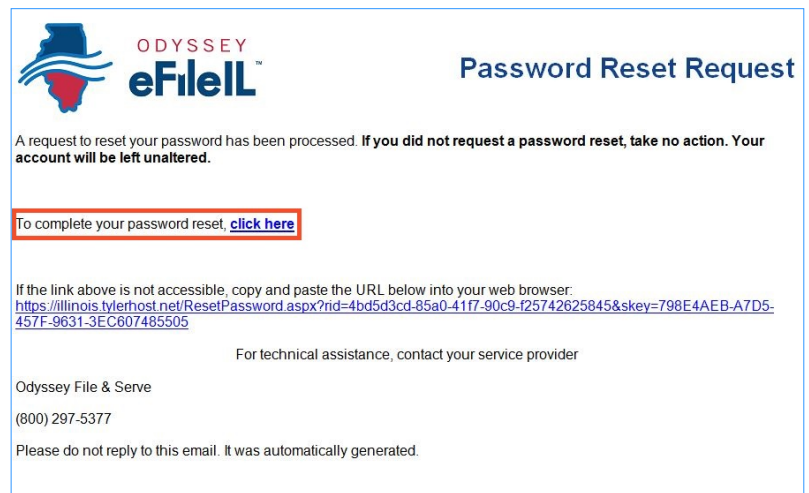 ODYSSEY
eFileIL™
Password Reset Request
A request to reset your password has been processed. If you did not request a password reset, take no action. Your
account will be left unaltered.
To complete your password reset, click here
If the link above is not accessible, copy and paste the URL below into your web browser:
https://illinois.tylerhost.net/ResetPassword.aspx?rid=4bd5d3cd-85a0-41f7-90c9-f25742625845&skey=798E4AEB-A7D5-
457F-9631-3EC607485505
For technical assistance, contact your service provider
Odyssey File & Serve
(800) 297-5377
Please do not reply to this email. It was automatically generated.